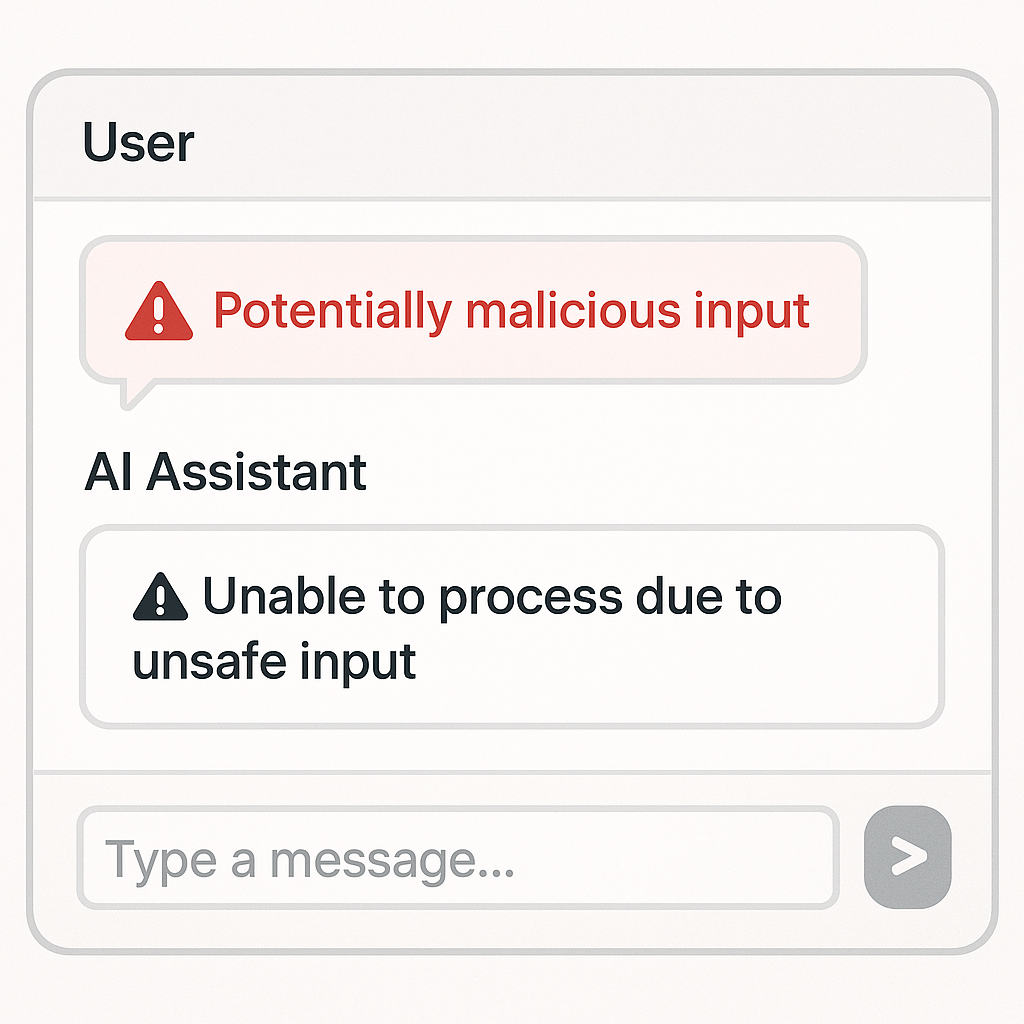 User
Potentially malicious input
AI Assistant
Unable to process due to
unsafe input
Type a message...